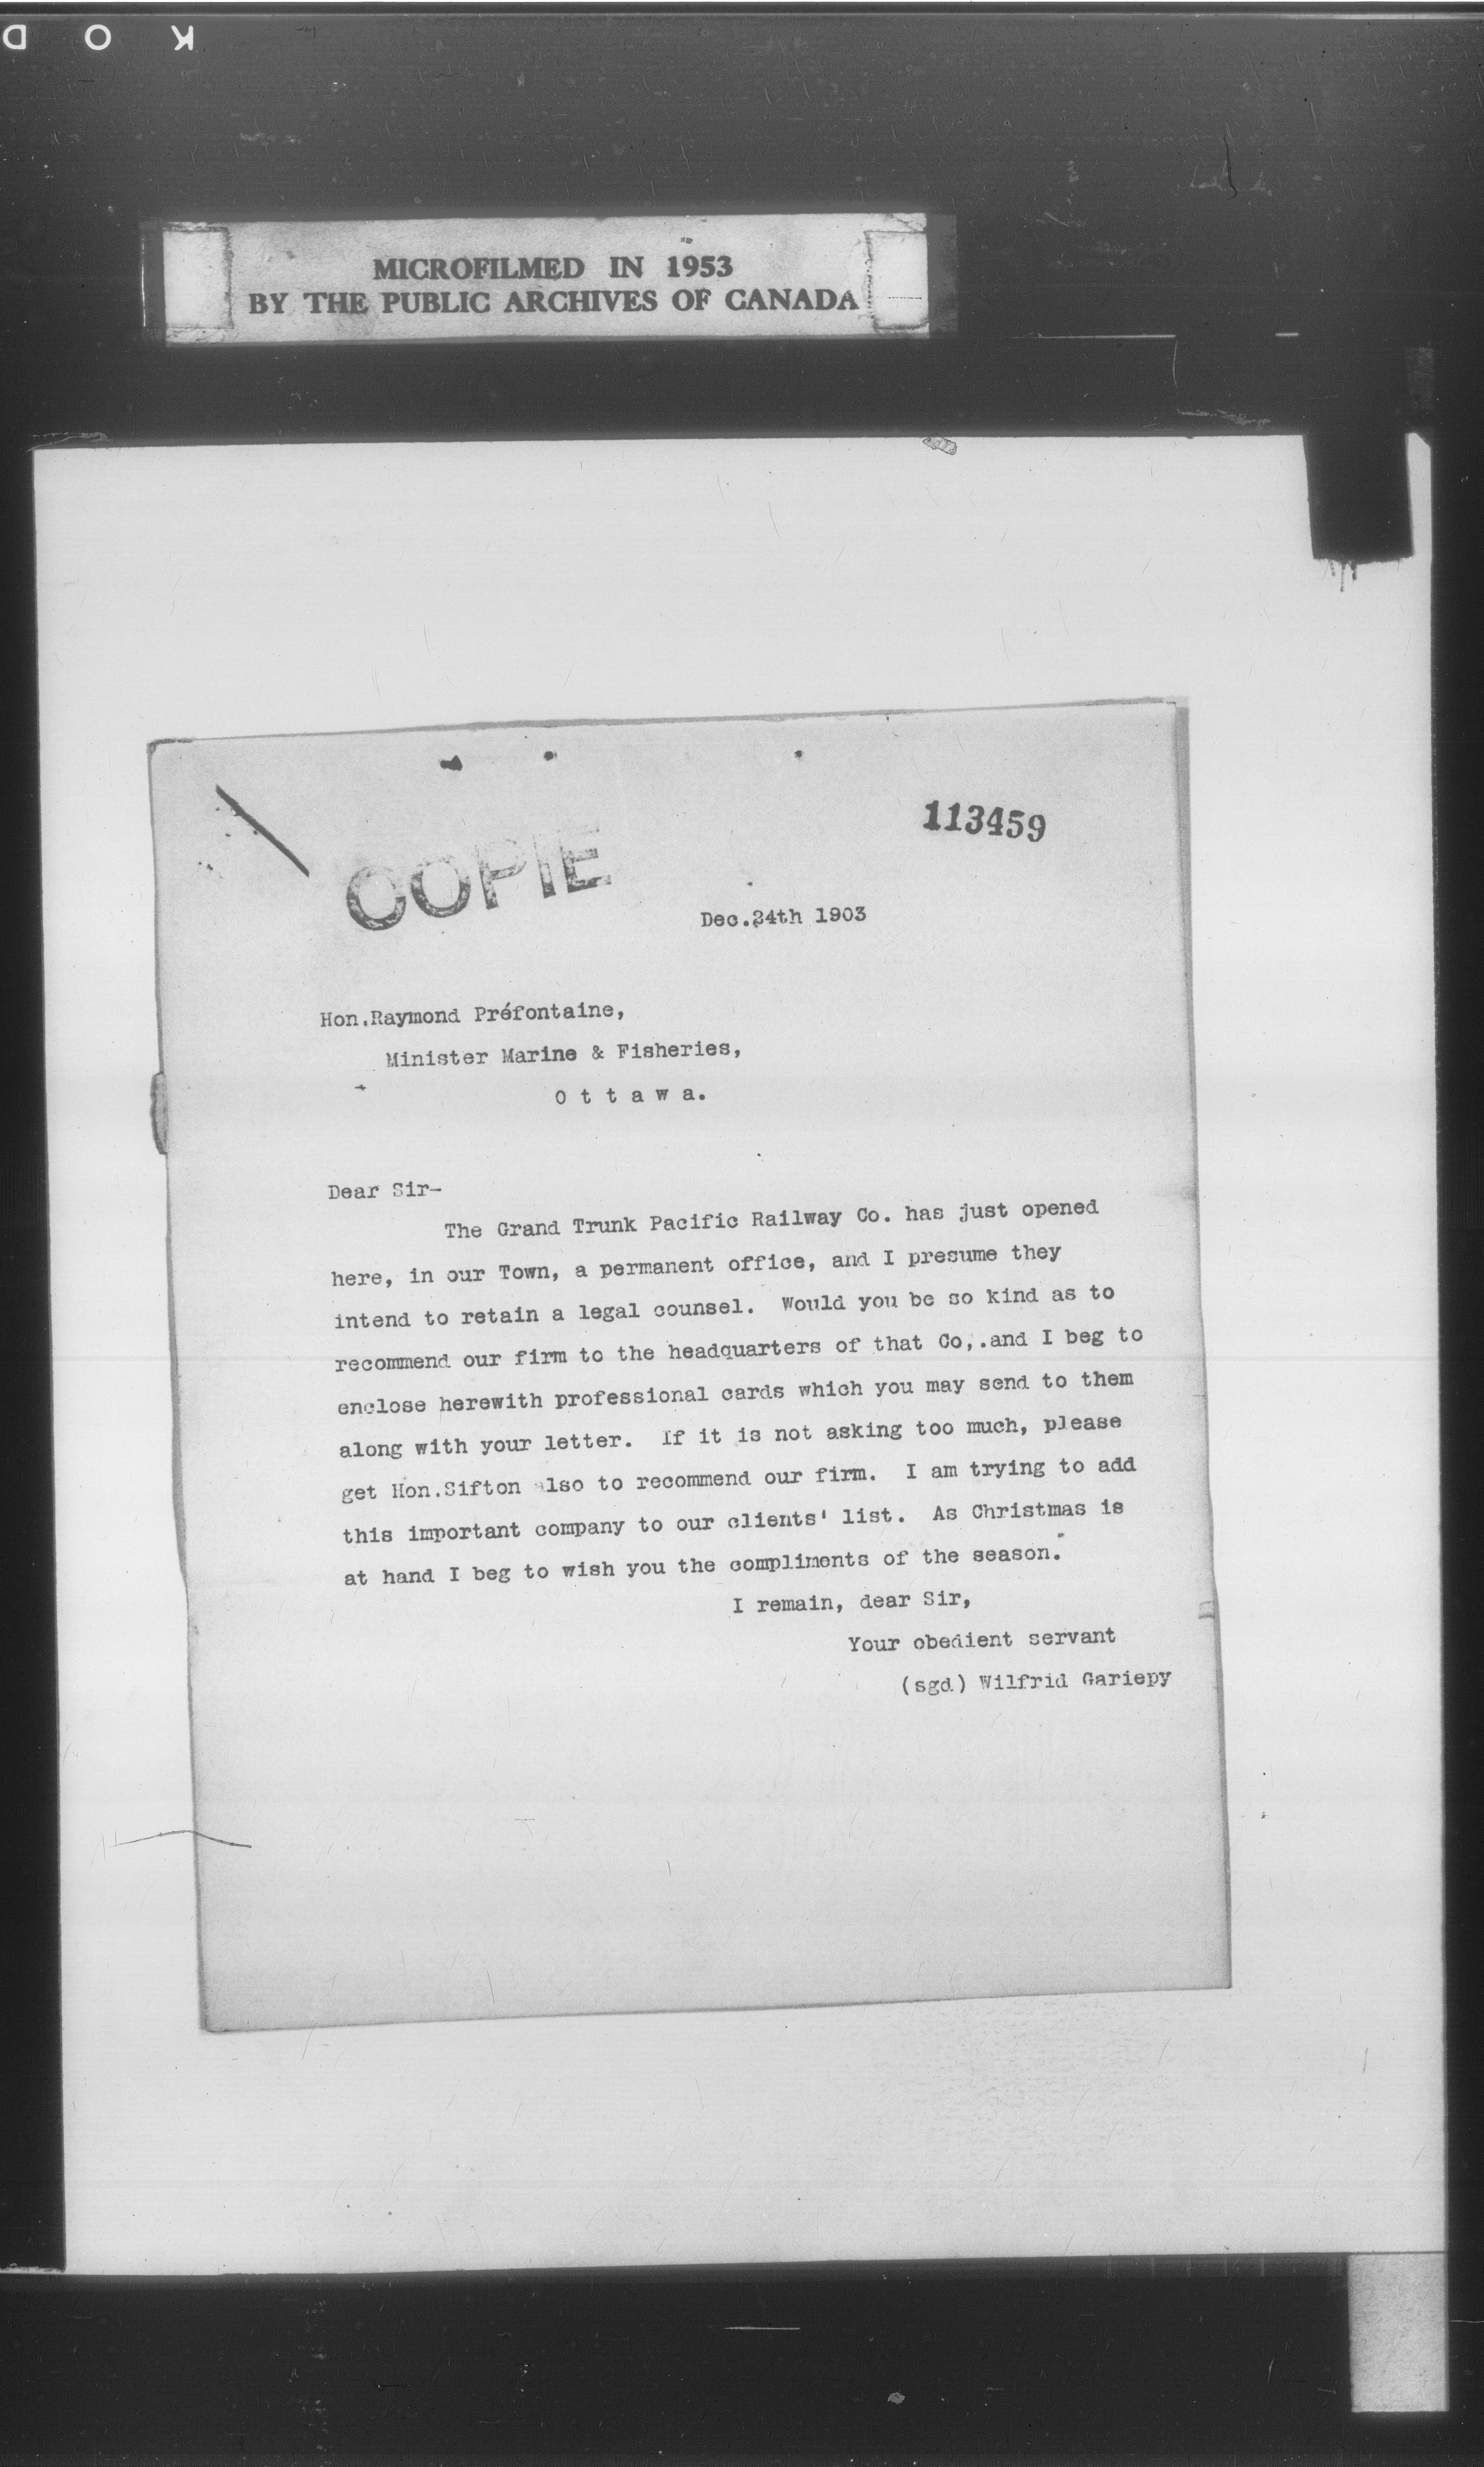 K O D
MICROFILMED IN 1953
BY THE PUBLIC ARCHIVES OF CANADA
113459
COPIE
Dec.24th 1903
Hon.Raymond Préfontaine,
Minister Marine & Fisheries,
O t t a w a.
Dear Sir-
The Grand Trunk Pacific Railway Co. has just opened
here, in our Town, a permanent office, and I presume they
intend to retain a legal counsel. Would you be so kind as to
recommend our firm to the headquarters of that Co,.and I beg to
enclose herewith professional cards which you may send to them
along with your letter. If it is not asking too much, please
get Hon.Sifton also to recommend our firm. I am trying to add
this important company to our clients' list. As Christmas is
at hand I beg to wish you the compliments of the season.
I remain, dear Sir,
Your obedient servant
(sgd) Wilfrid Gariepy